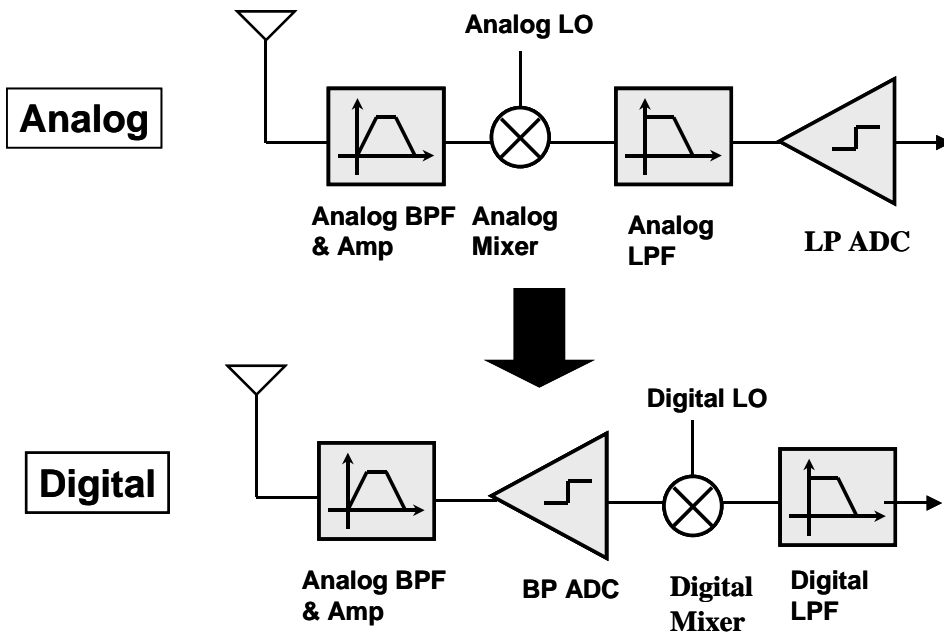 Analog LO
Analog
Analog BPF
& Amp
Analog
Mixer
Analog
LPF
LP ADC
Digital LO
Digital
Analog BPF
& Amp
BP ADC
Digital
Mixer
Digital
LPF